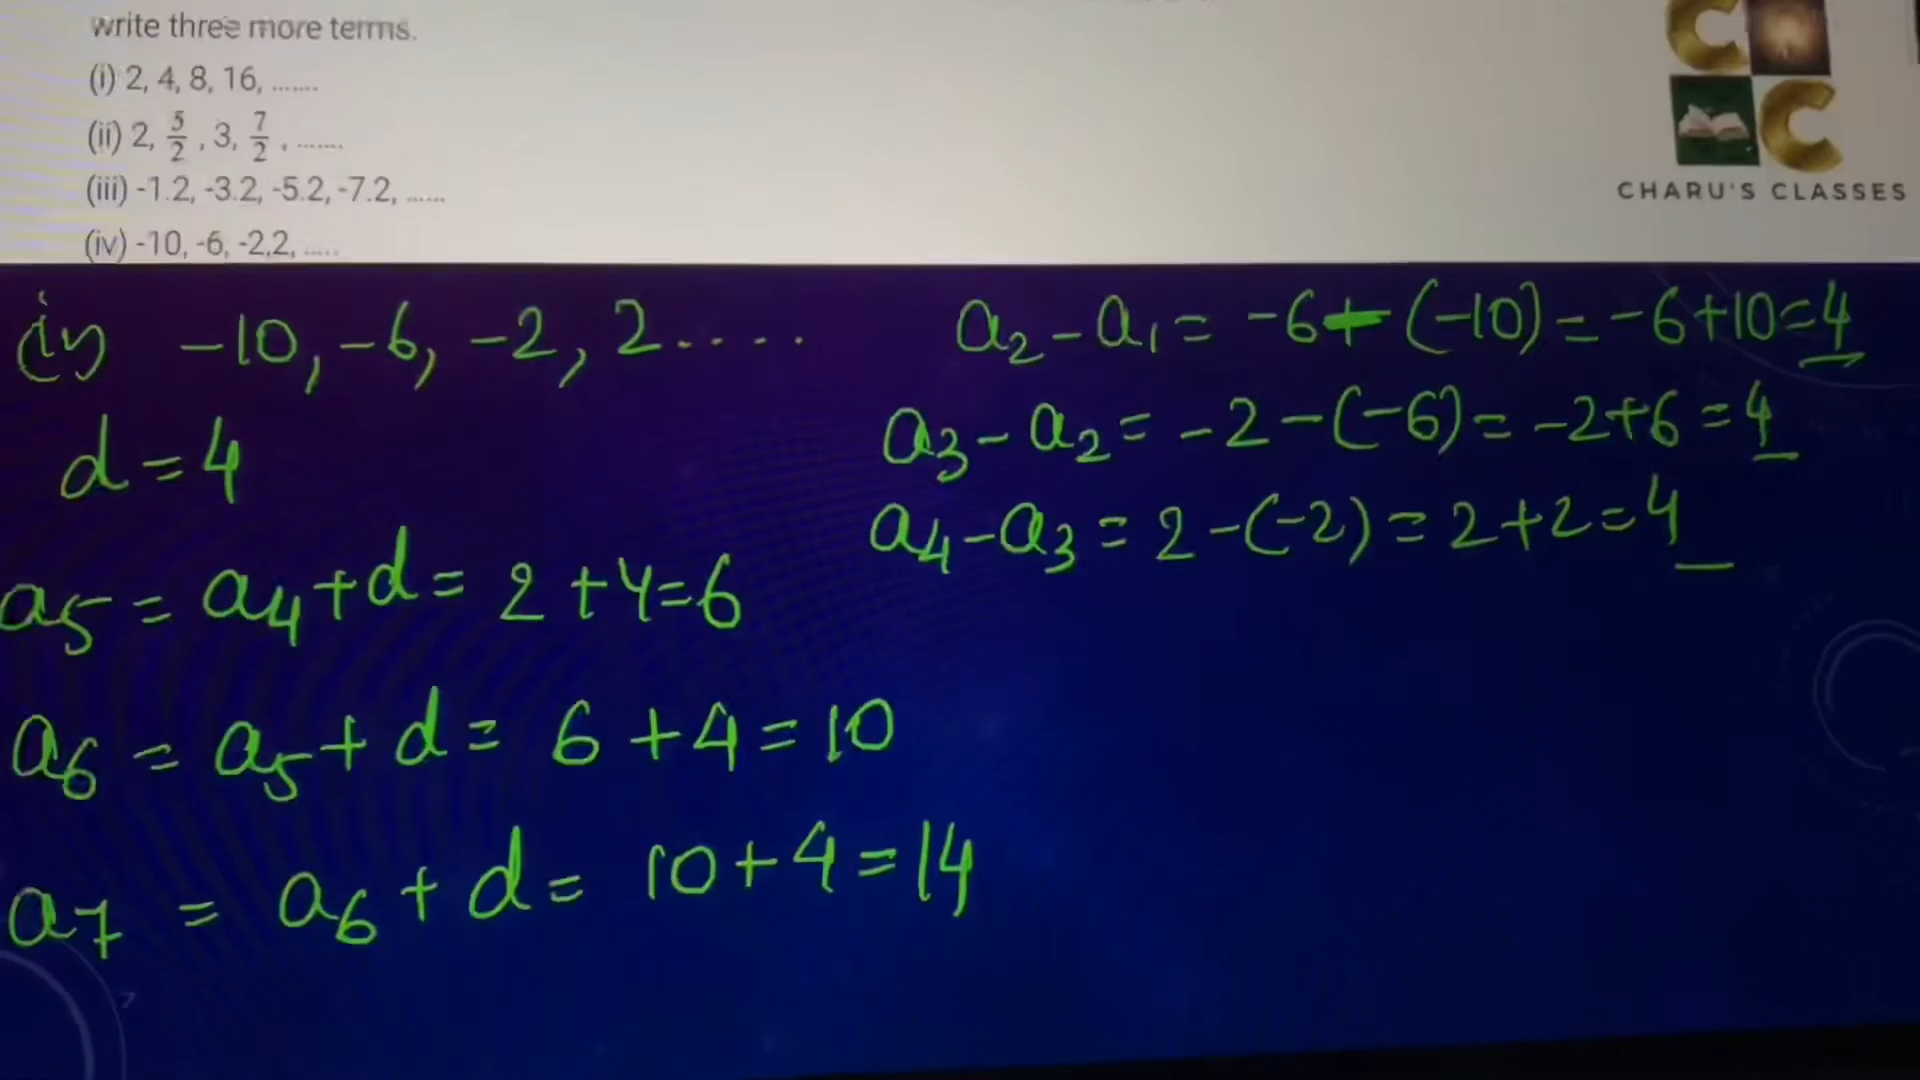 write three more terms.
(i) 2, 4, 8, 16, .......
(ii) 2, 5/2, 3, 7/2, .......
(iii) -1.2, -3.2, -5.2, -7.2, ......
(iv) -10, -6, -2,2, .....
C
C
CHARU'S CLASSES
(iv) -10, -6, -2, 2....
d = 4
a5 = a4 + d = 2 + 4 = 6
a6 = a5 + d = 6 + 4 = 10
a7 = a6 + d = 10 + 4 = 14
a2 - a1 = -6 - (-10) = -6+10 = 4
a3 - a2 = -2 - (-6) = -2+6 = 4
a4 - a3 = 2 - (-2) = 2+2 = 4